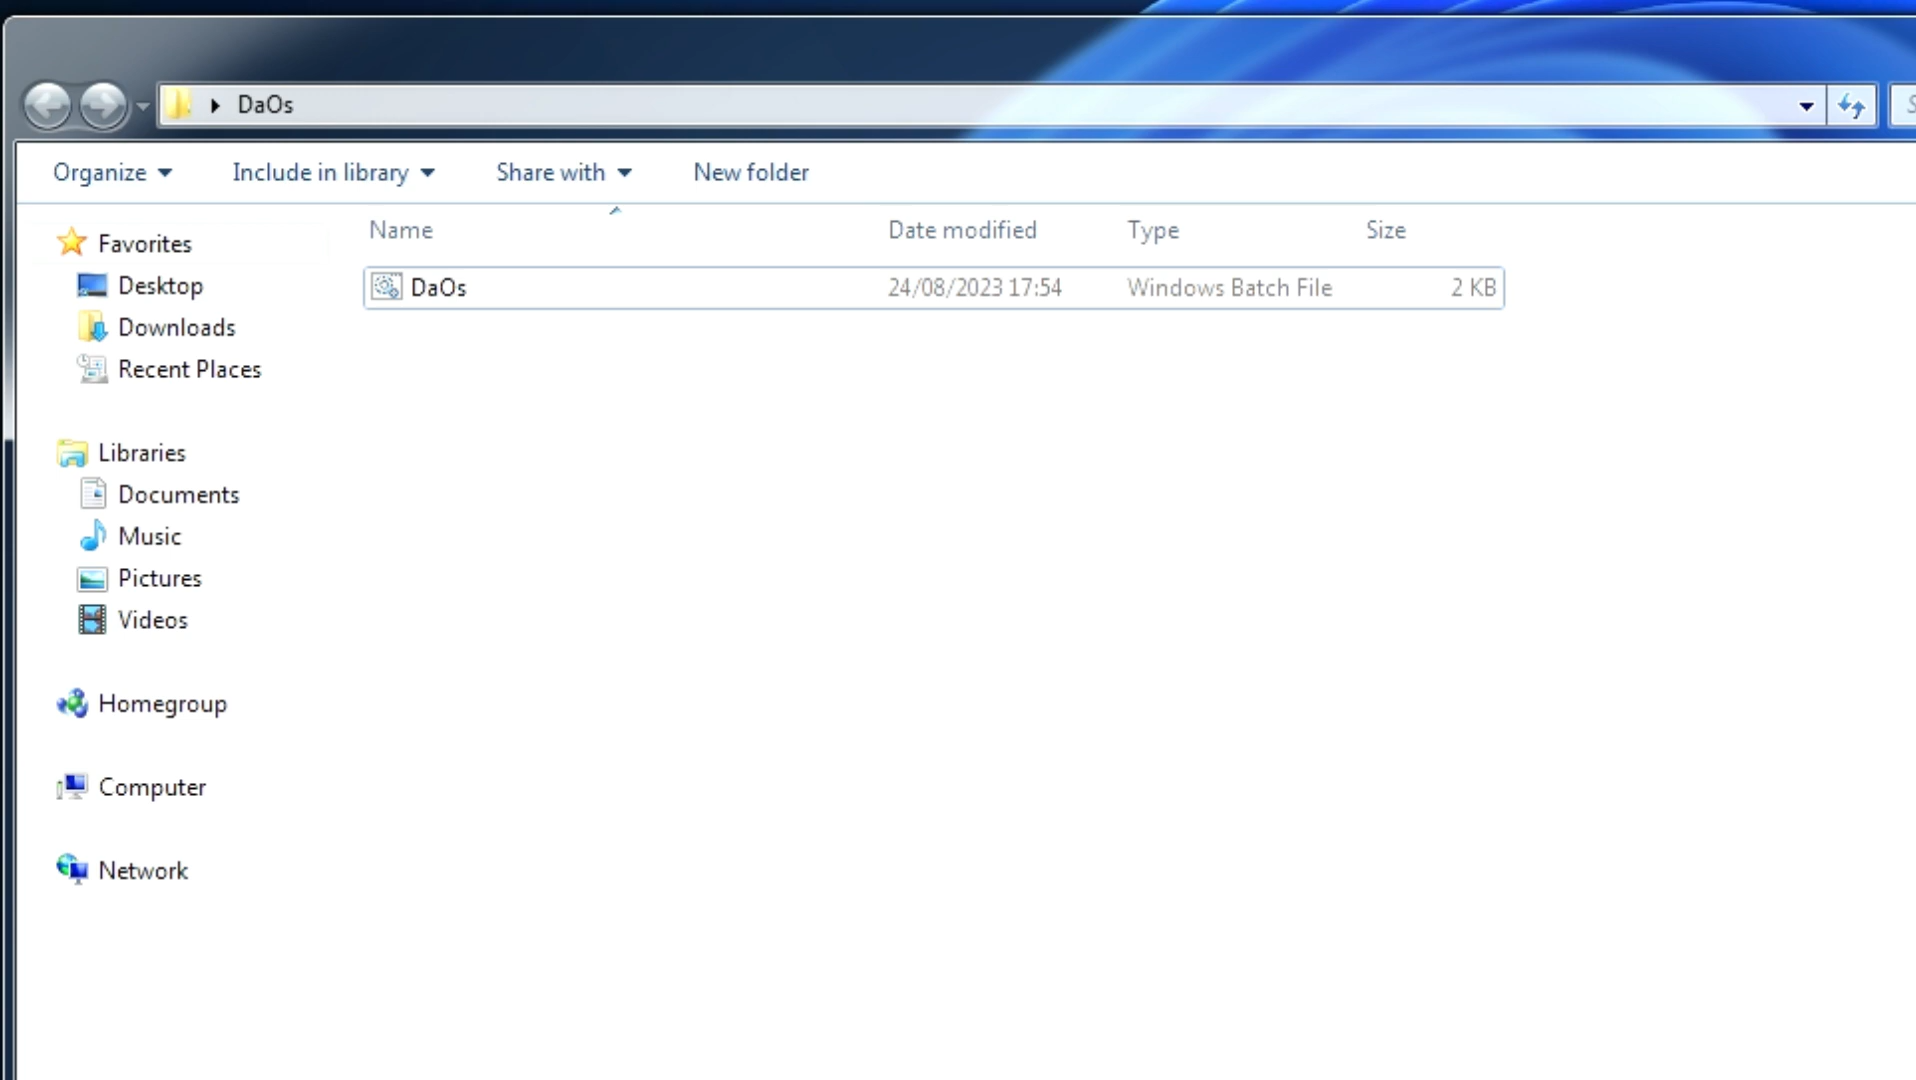 DaOs
Organize
Include in library
Share with
New folder
Name
Date modified
Type
Size
DaOs
24/08/2023 17:54
Windows Batch File
2 KB
Favorites
Desktop
Downloads
Recent Places
Libraries
Documents
Music
Pictures
Videos
Homegroup
Computer
Network